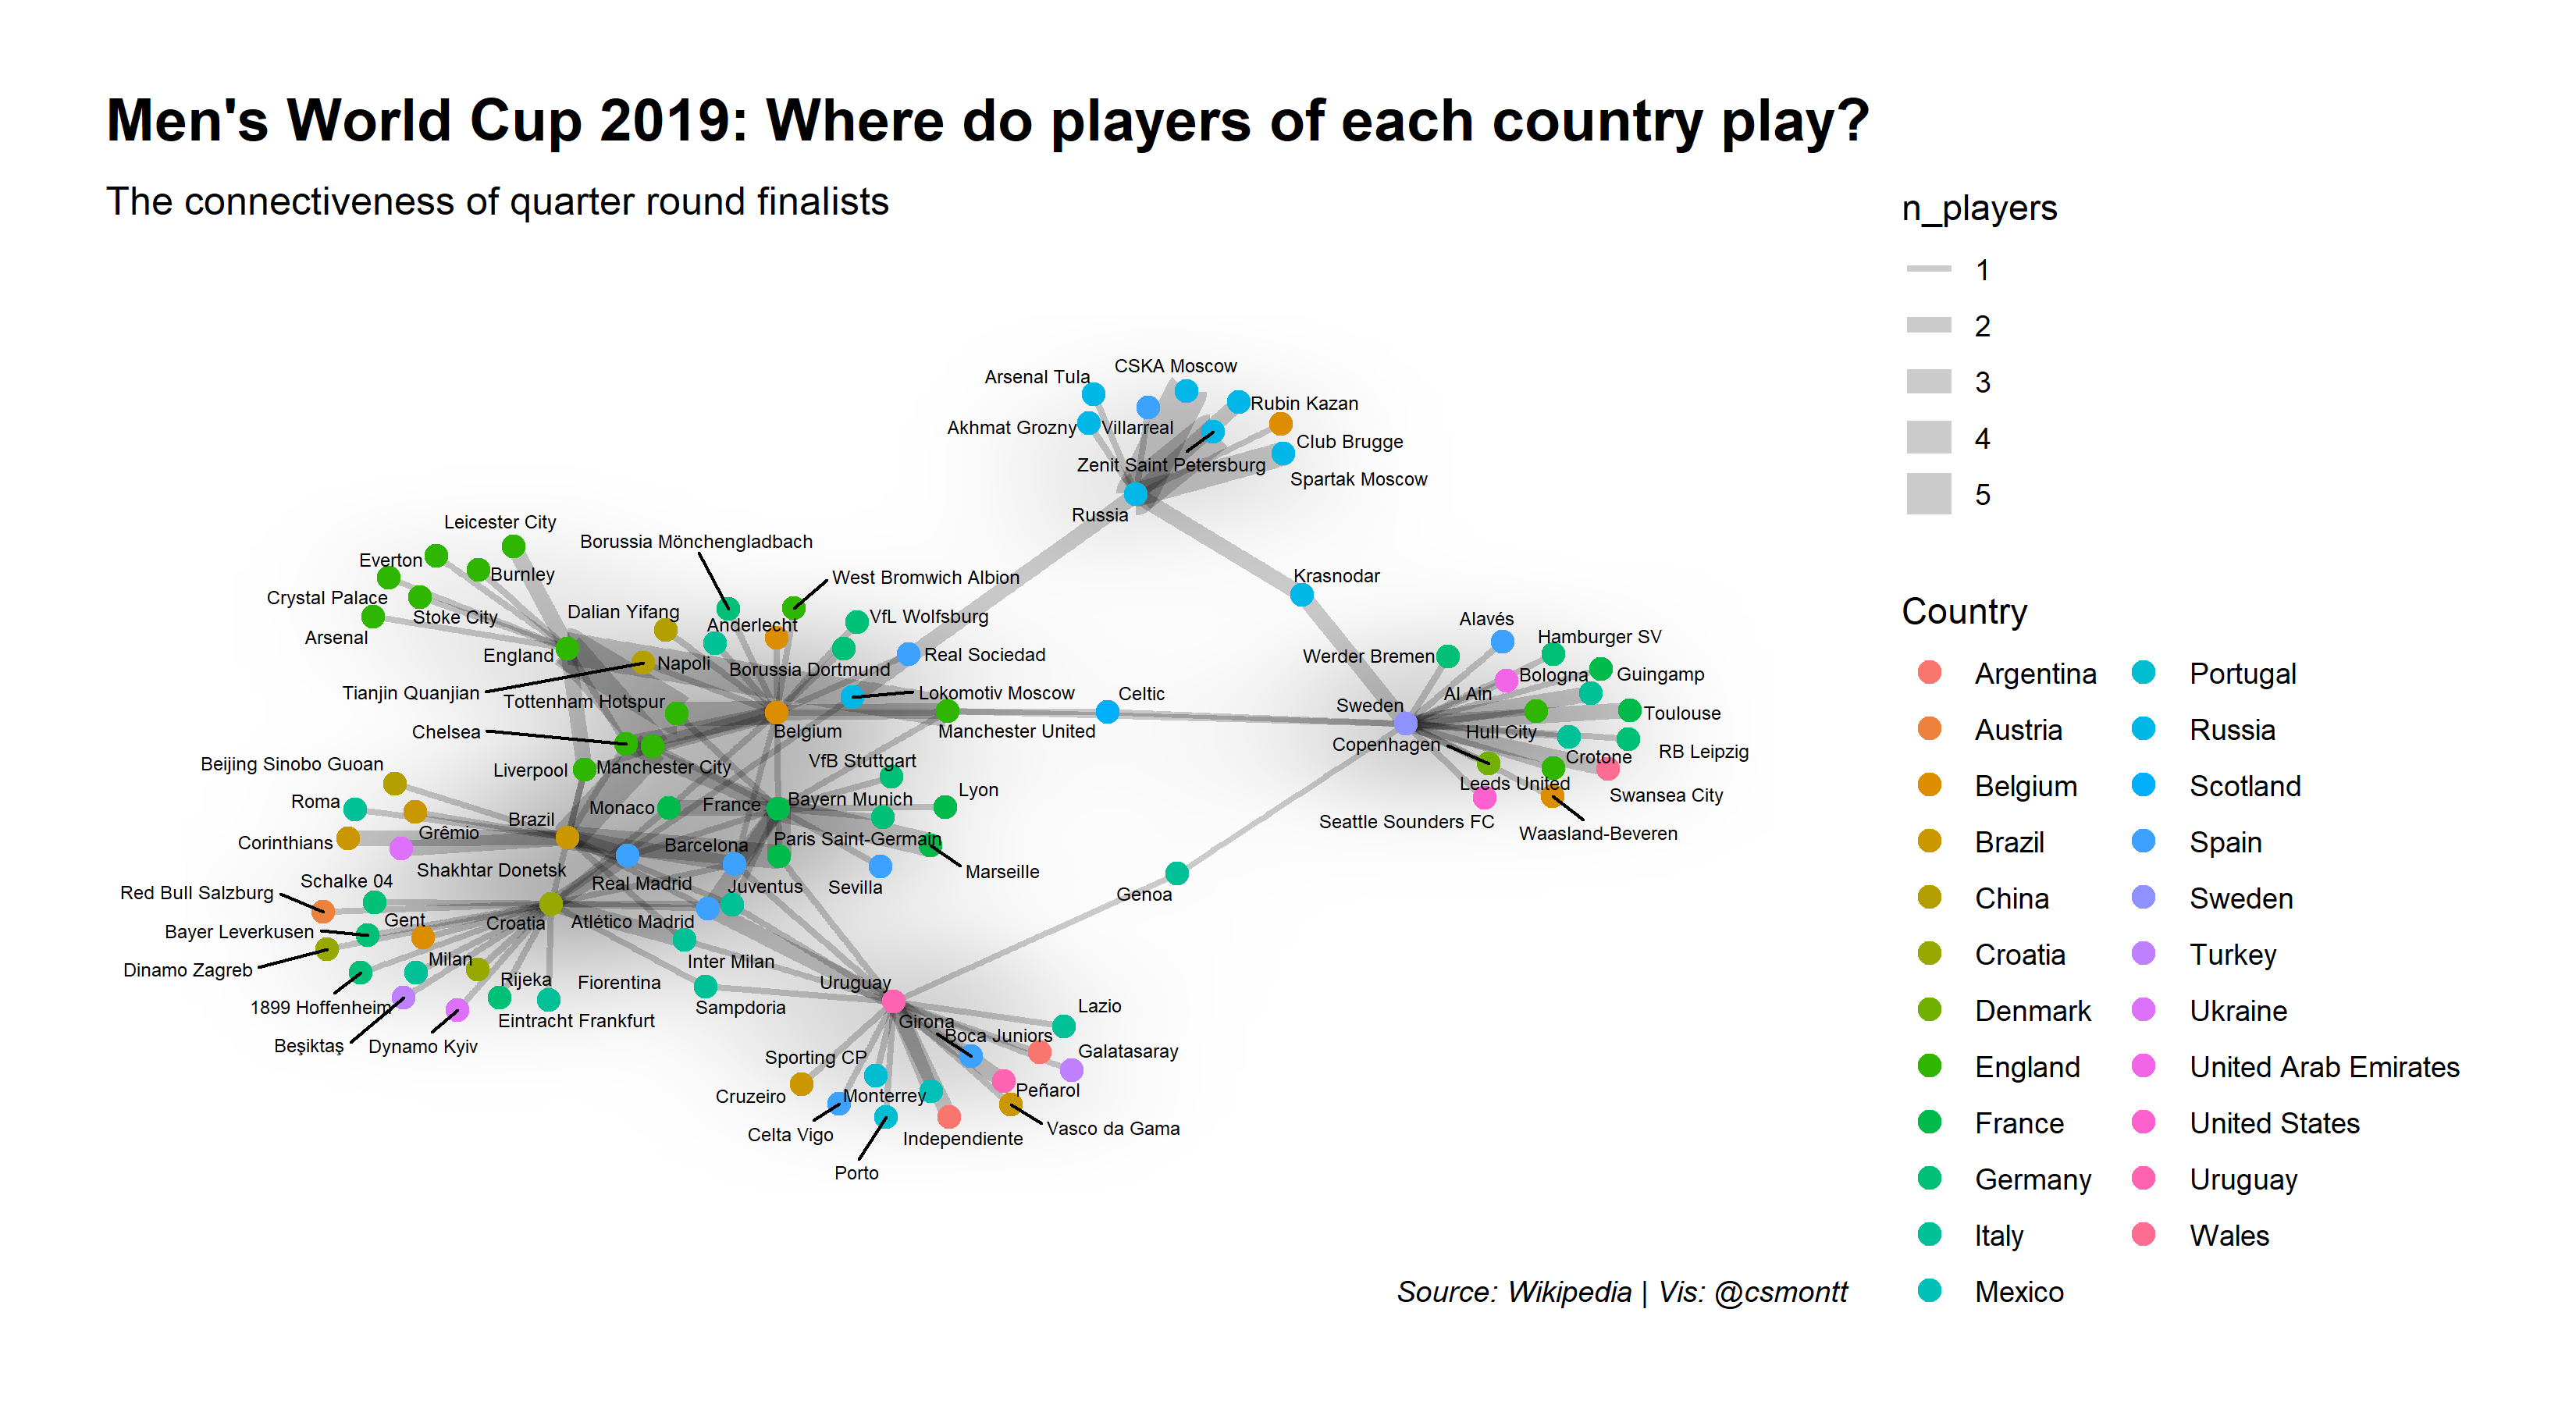 Men's World Cup 2019: Where do players of each country play?
The connectiveness of quarter round finalists
n_players
1
2
3
4
5
CSKA Moscow
Arsenal Tula
Rubin Kazan
Akhmat Grozny
Villarreal
Club Brugge
Zenit Saint Petersburg
Spartak Moscow
Russia
Leicester City
Borussia Mönchengladbach
Everton
Burnley
West Bromwich Albion
Krasnodar
Crystal Palace
Stoke City
Dalian Yifang
Anderlecht
VfL Wolfsburg
Alavés
Arsenal
England
Napoli
Borussia Dortmund
Real Sociedad
Werder Bremen
Hamburger SV
Tianjin Quanjian
Tottenham Hotspur
Lokomotiv Moscow
Celtic
Al Ain
Bologna
Guingamp
Sweden
Toulouse
Chelsea
Belgium
Manchester United
Hull City
Copenhagen
Crotone
RB Leipzig
Beijing Sinobo Guoan
Liverpool
Manchester City
VfB Stuttgart
Leeds United
Swansea City
Roma
Monaco
France
Bayern Munich
Lyon
Brazil
Seattle Sounders FC
Waasland-Beveren
Corinthians
Grêmio
Barcelona
Paris Saint-Germain
Marseille
Shakhtar Donetsk
Real Madrid
Juventus
Sevilla
Schalke 04
Red Bull Salzburg
Genoa
Gent
Croatia
Atlético Madrid
Bayer Leverkusen
Dinamo Zagreb
Milan
Inter Milan
Rijeka
Fiorentina
Uruguay
1899 Hoffenheim
Sampdoria
Lazio
Eintracht Frankfurt
Girona
Boca Juniors
Beşiktaş
Dynamo Kyiv
Sporting CP
Galatasaray
Cruzeiro
Monterrey
Peñarol
Celta Vigo
Independiente
Vasco da Gama
Porto
Country
Argentina
Austria
Belgium
Brazil
China
Croatia
Denmark
England
France
Germany
Italy
Mexico
Portugal
Russia
Scotland
Spain
Sweden
Turkey
Ukraine
United Arab Emirates
United States
Uruguay
Wales
Source: Wikipedia | Vis: @csmontt